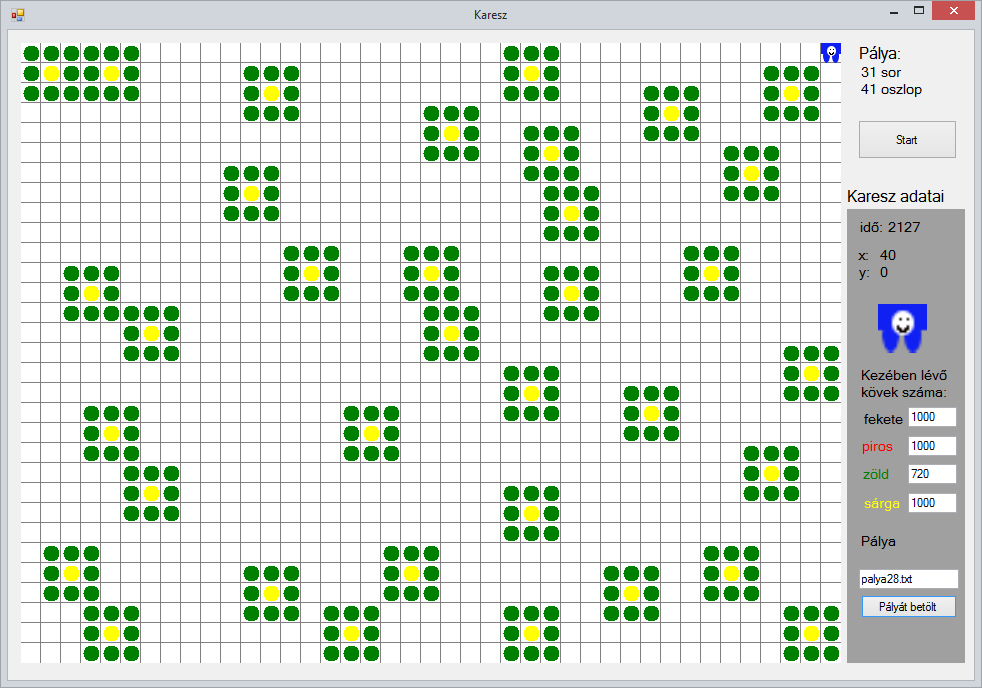 Karesz
Pálya:
31 sor
41 oszlop
Start
Karesz adatai
idő: 2127
x: 40
y: 0
Kezében lévő
kövek száma:
fekete 1000
piros 1000
zöld 720
sárga 1000
Pálya
palya28.txt
Pályát betölt